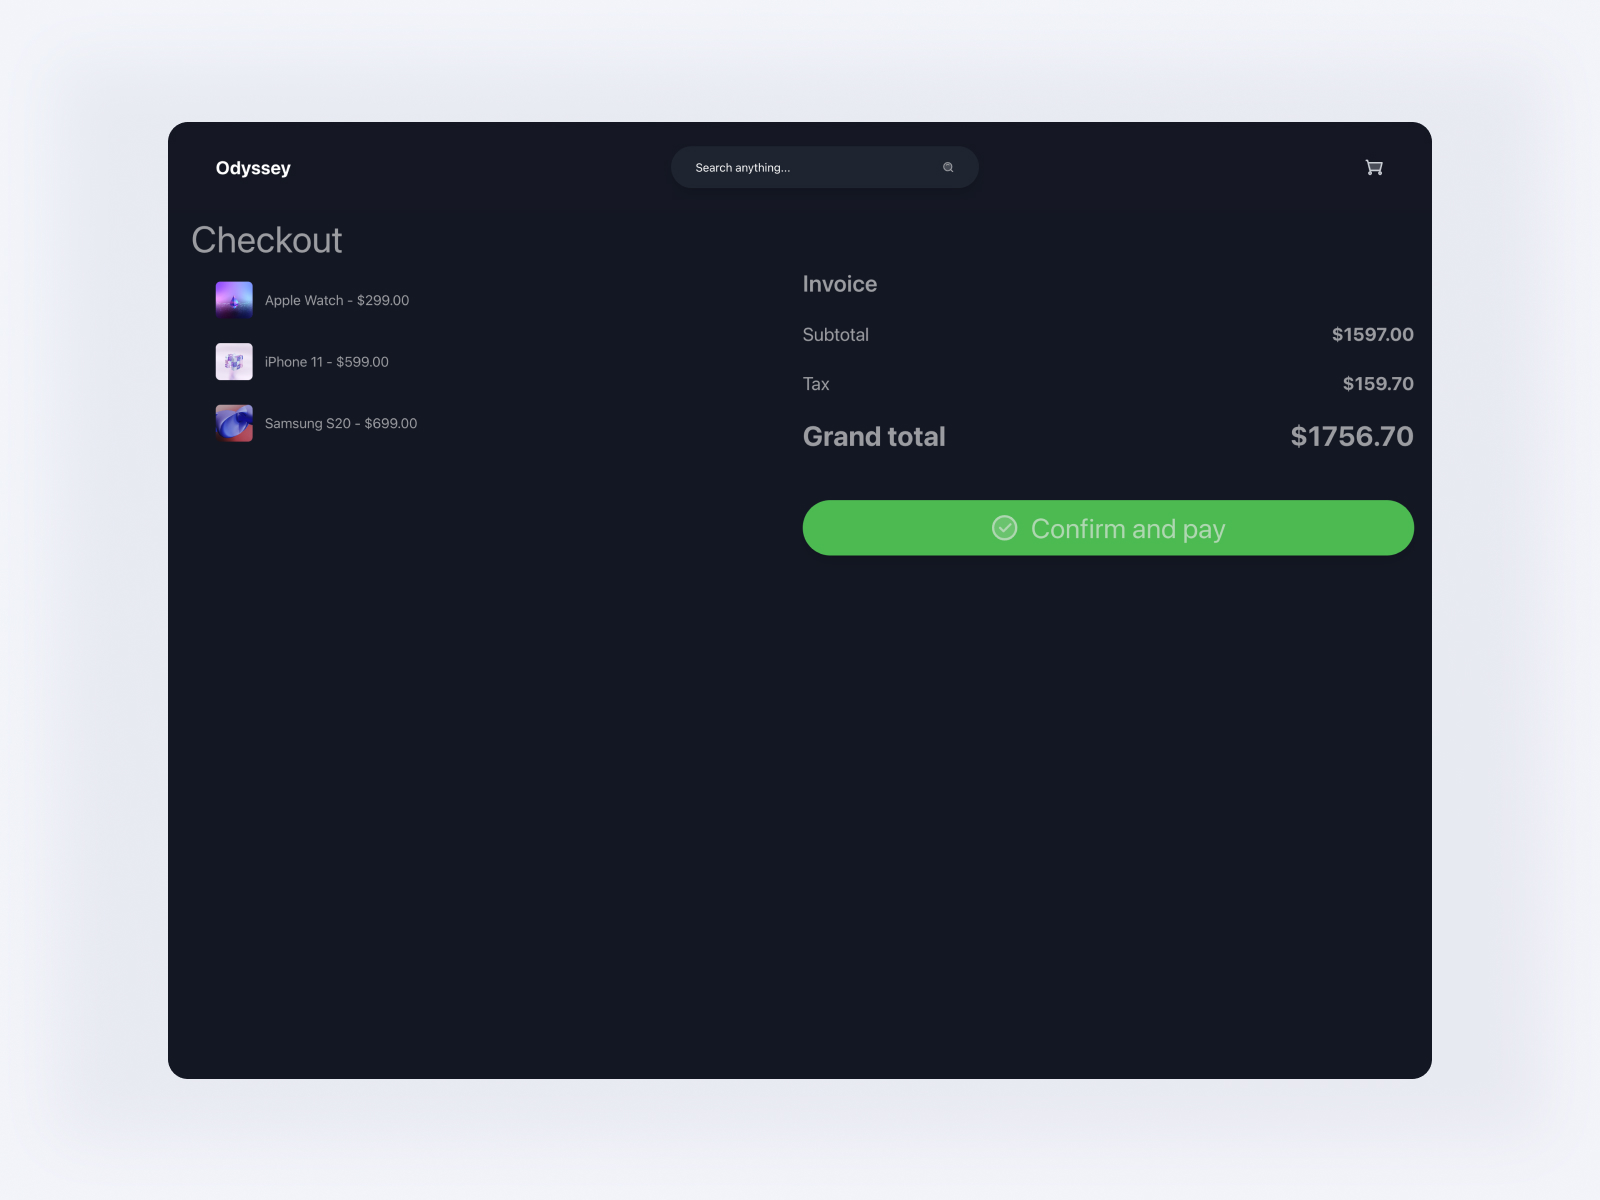 Odyssey
Search anything...
Checkout
Apple Watch - $299.00
iPhone 11 - $599.00
Samsung S20 - $699.00
Invoice
Subtotal $1597.00
Tax $159.70
Grand total $1756.70
Confirm and pay